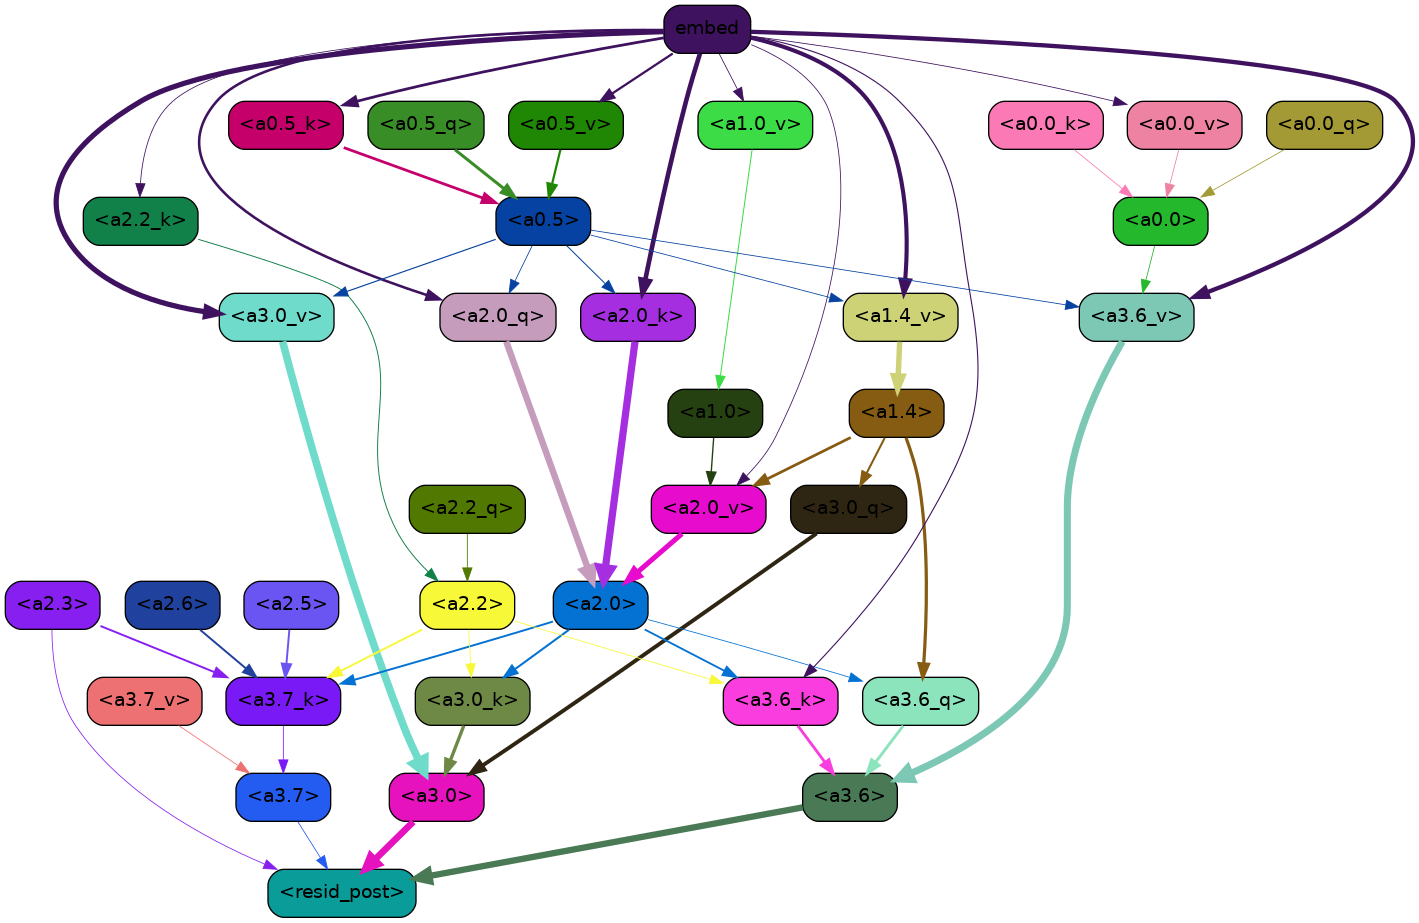 embed
<a0.5_k>
<a0.5_q>
<a0.5_v>
<a1.0_v>
<a0.0_k>
<a0.0_v>
<a0.0_q>
<a2.2_k>
<a0.5>
<a0.0>
<a3.0_v>
<a2.0_q>
<a2.0_k>
<a1.4_v>
<a3.6_v>
<a1.0>
<a1.4>
<a2.2_q>
<a2.0_v>
<a3.0_q>
<a2.3>
<a2.6>
<a2.5>
<a2.2>
<a2.0>
<a3.7_v>
<a3.7_k>
<a3.0_k>
<a3.6_k>
<a3.6_q>
<a3.7>
<a3.0>
<a3.6>
<resid_post>